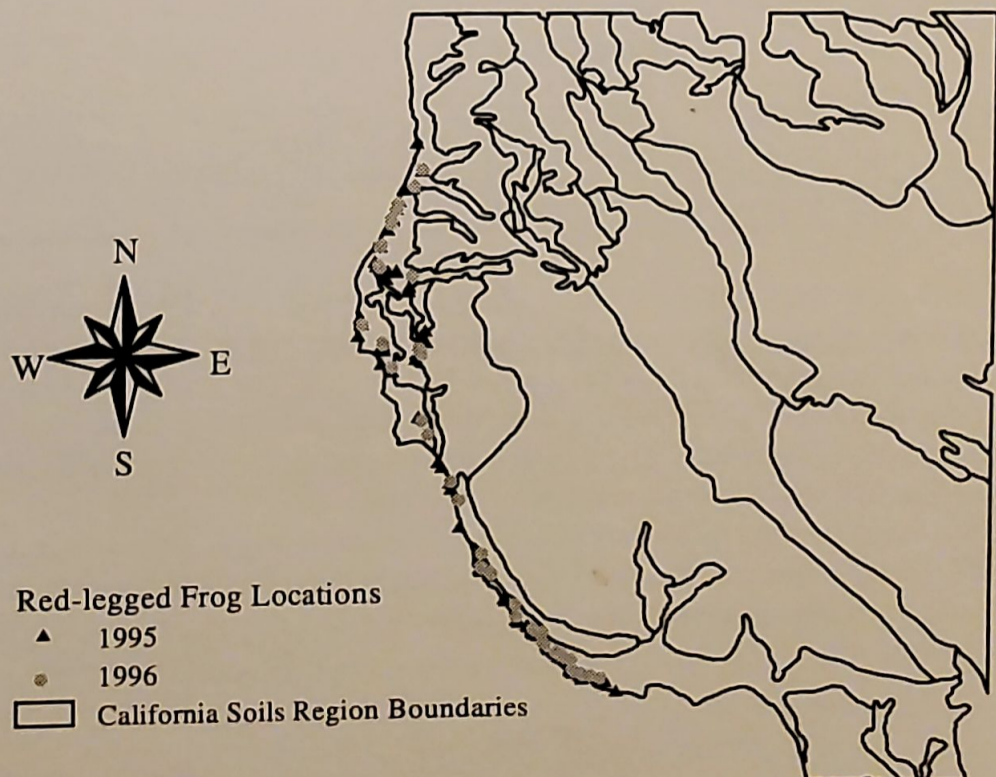 N
W
E
S
Red-legged Frog Locations
1995
1996
California Soils Region Boundaries